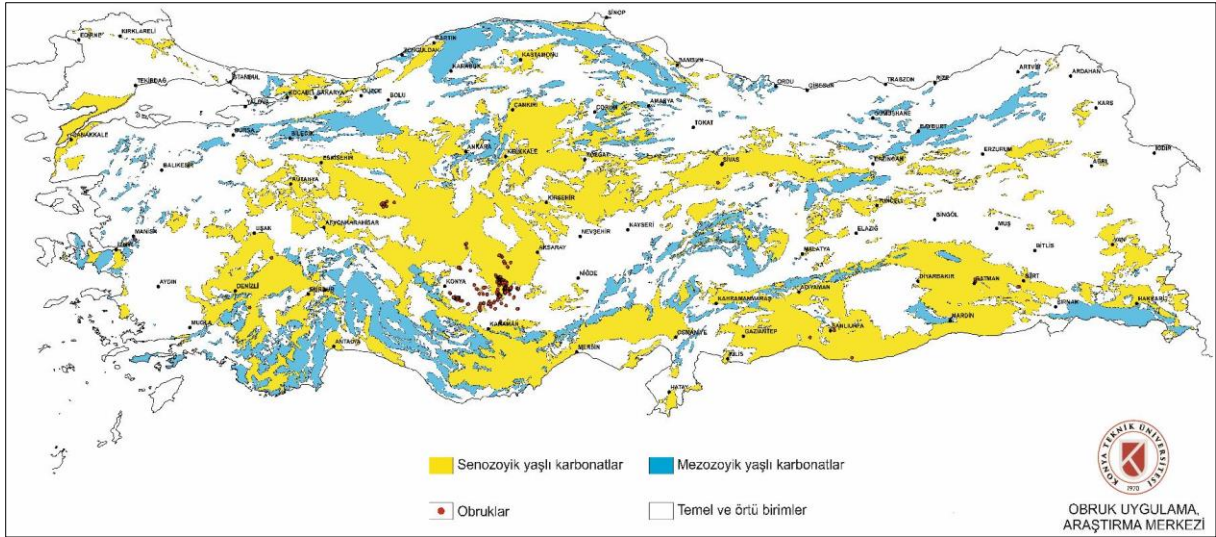 SİNOP
EDİRNE
KIRKLARELİ
BARTIN
ZONGULDAK
KASTAMONU
KARABÜK
SAMSUN
ARTVİN
ARDAHAN
TEKİRDAĞ
İSTANBUL
KOCAELİ
SAKARYA
DÜZCE
BOLU
YALOVA
ÇANKIRI
ÇORUM
AMASYA
ORDU
GİRESUN
TRABZON
RİZE
KARS
TOKAT
GÜMÜŞHANE
BAYBURT
ÇANAKKALE
BURSA
BİLECİK
BALIKESİR
ESKİŞEHİR
ANKARA
KIRIKKALE
YOZGAT
SİVAS
ERZİNCAN
ERZURUM
AĞRI
IĞDIR
KÜTAHYA
KIRŞEHİR
TUNCELİ
BİNGÖL
MUŞ
MANİSA
İZMİR
UŞAK
AFYONKARAHİSAR
AKSARAY
NEVŞEHİR
KAYSERİ
MALATYA
ELAZIĞ
BİTLİS
VAN
AYDIN
DENİZLİ
KONYA
NİĞDE
KAHRAMANMARAŞ
ADIYAMAN
DİYARBAKIR
BATMAN
SİİRT
ŞIRNAK
HAKKARİ
MUĞLA
ANTALYA
KARAMAN
MERSİN
OSMANİYE
GAZİANTEP
ŞANLIURFA
MARDİN
KİLİS
HATAY
Senozoyik yaşlı karbonatlar
Mezozoyik yaşlı karbonatlar
Obruklar
Temel ve örtü birimler
KONYA TEKNİK ÜNİVERSİTESİ
1970
OBRUK UYGULAMA,
ARAŞTIRMA MERKEZİ